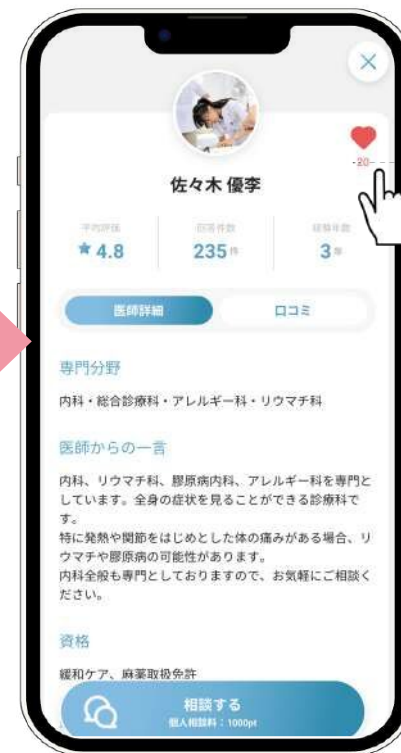 20
佐々木 優李
平均評価
回答件数
経験年数
4.8
235 件
3 年
医師詳細
口コミ
専門分野
内科・総合診療科・アレルギー科・リウマチ科
医師からの一言
内科、リウマチ科、膠原病内科、アレルギー科を専門と
しています。全身の症状を見ることができる診療科で
す。
特に発熱や関節をはじめとした体の痛みがある場合、リ
ウマチや膠原病の可能性があります。
内科全般も専門としておりますので、お気軽にご相談く
ださい。
資格
緩和ケア、麻薬取扱免許
相談する
個人相談料：1000pt